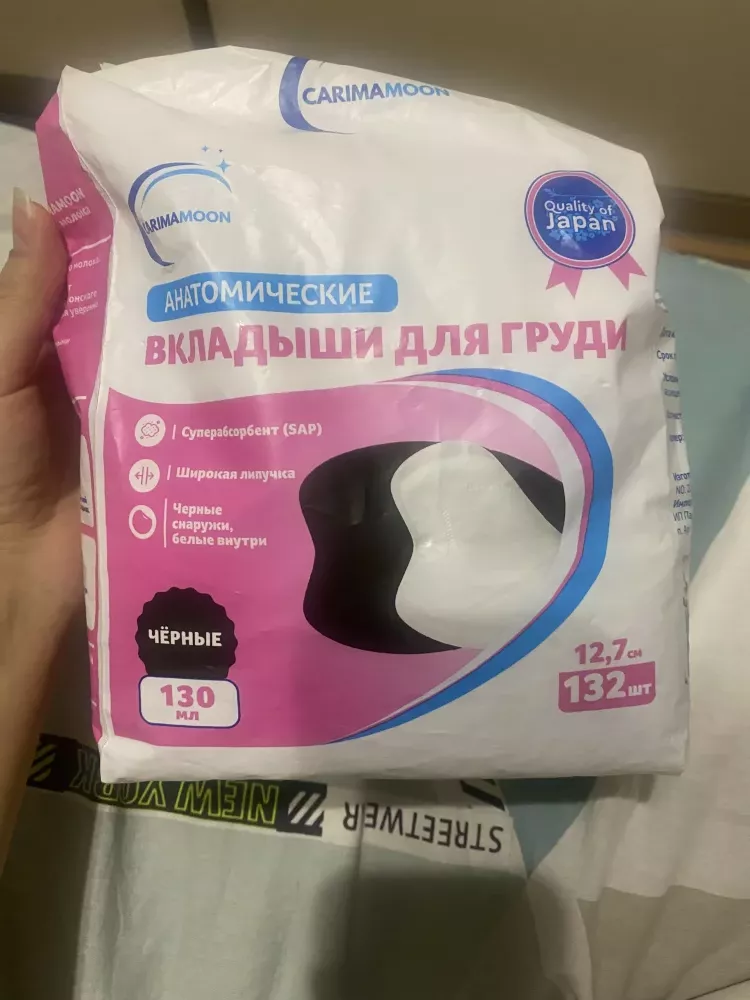 CARIMAMOON
CARIMAMOON
Quality of
Japan
АНАТОМИЧЕСКИЕ
ВКЛАДЫШИ ДЛЯ ГРУДИ
Суперабсорбент (SAP)
Широкая липучка
Черные
снаружи,
белые внутри
ЧЁРНЫЕ
130
мл
12,7 см
132 шт
NEW YORK
STREETWER